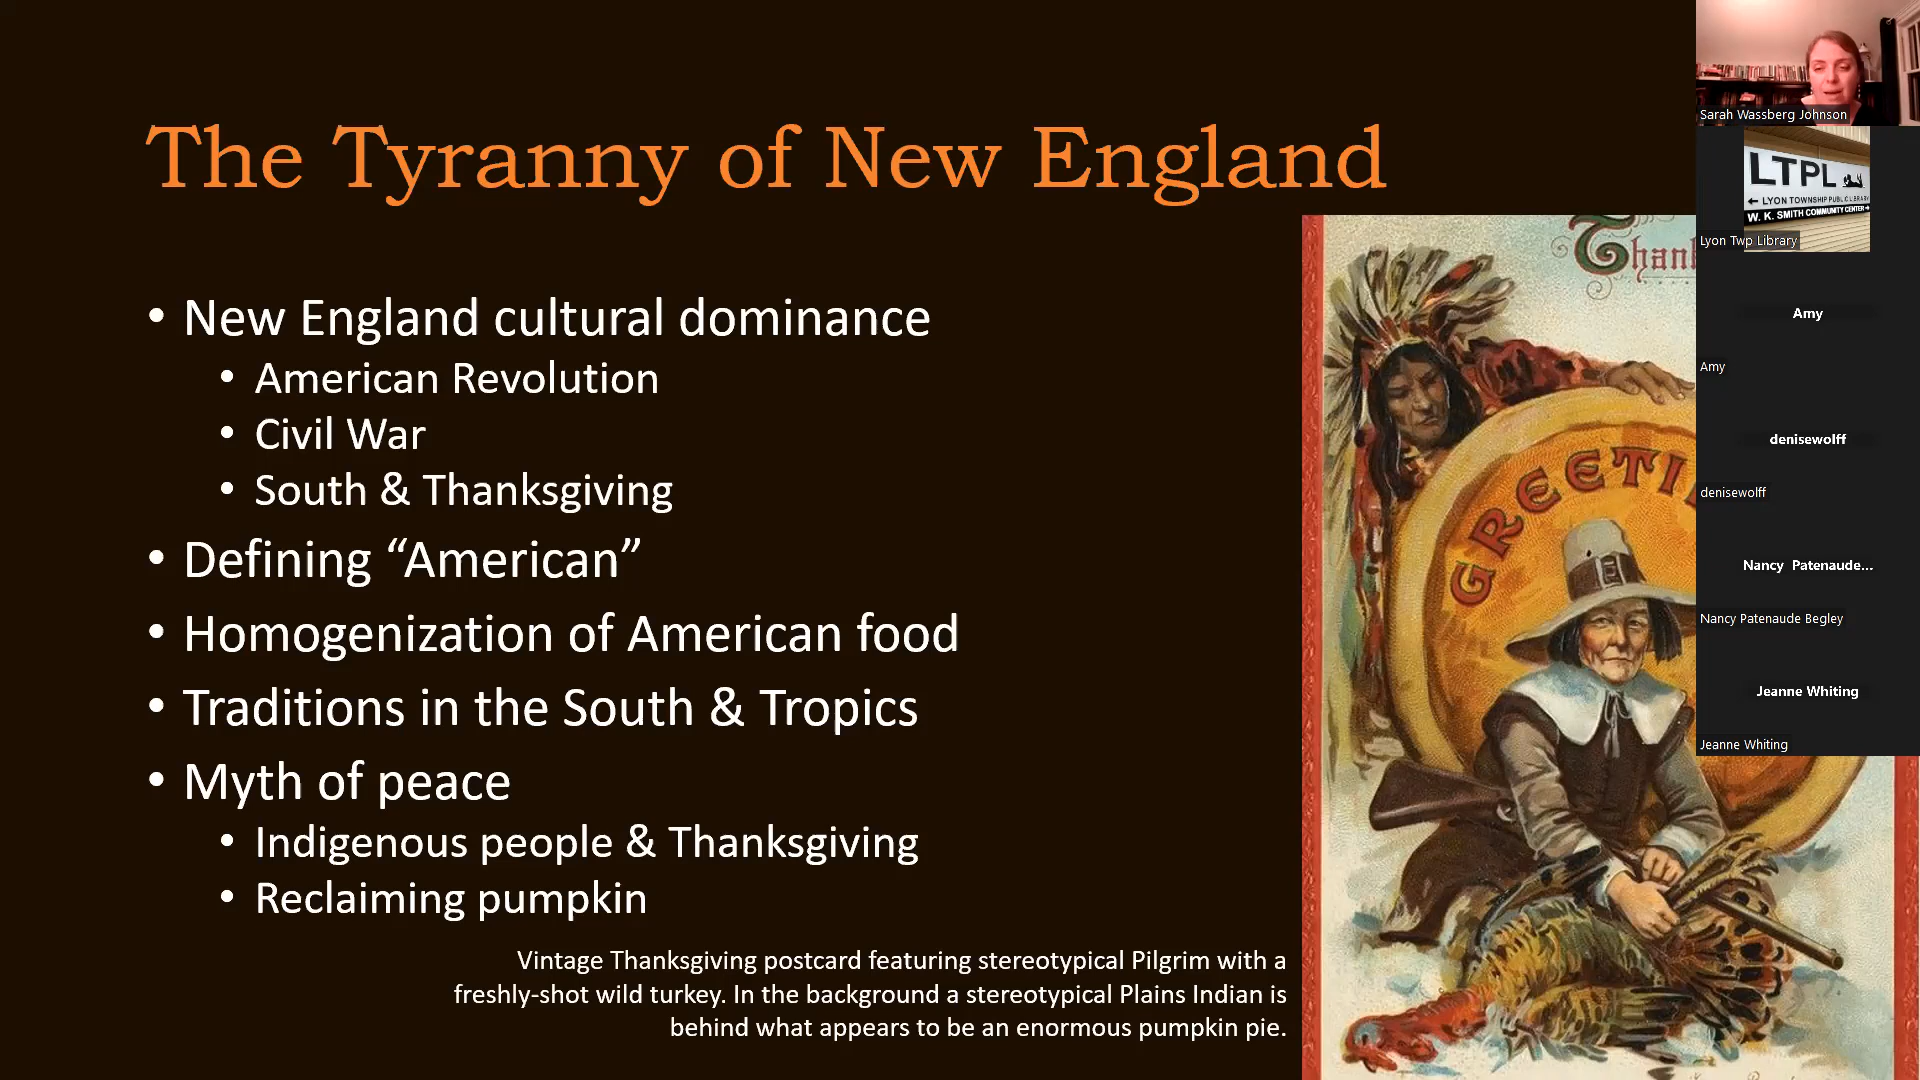 The Tyranny of New England
• New England cultural dominance
• American Revolution
• Civil War
• South & Thanksgiving
• Defining “American”
• Homogenization of American food
• Traditions in the South & Tropics
• Myth of peace
• Indigenous people & Thanksgiving
• Reclaiming pumpkin
Vintage Thanksgiving postcard featuring stereotypical Pilgrim with a
freshly-shot wild turkey. In the background a stereotypical Plains Indian is
behind what appears to be an enormous pumpkin pie.
Thank
GREETI
Sarah Wassberg Johnson
LTPL
← LYON TOWNSHIP PUBLIC LIBRARY
W. K. SMITH COMMUNITY CENTER →
Lyon Twp Library
Amy
Amy
denisewolff
denisewolff
Nancy Patenaude...
Nancy Patenaude Begley
Jeanne Whiting
Jeanne Whiting